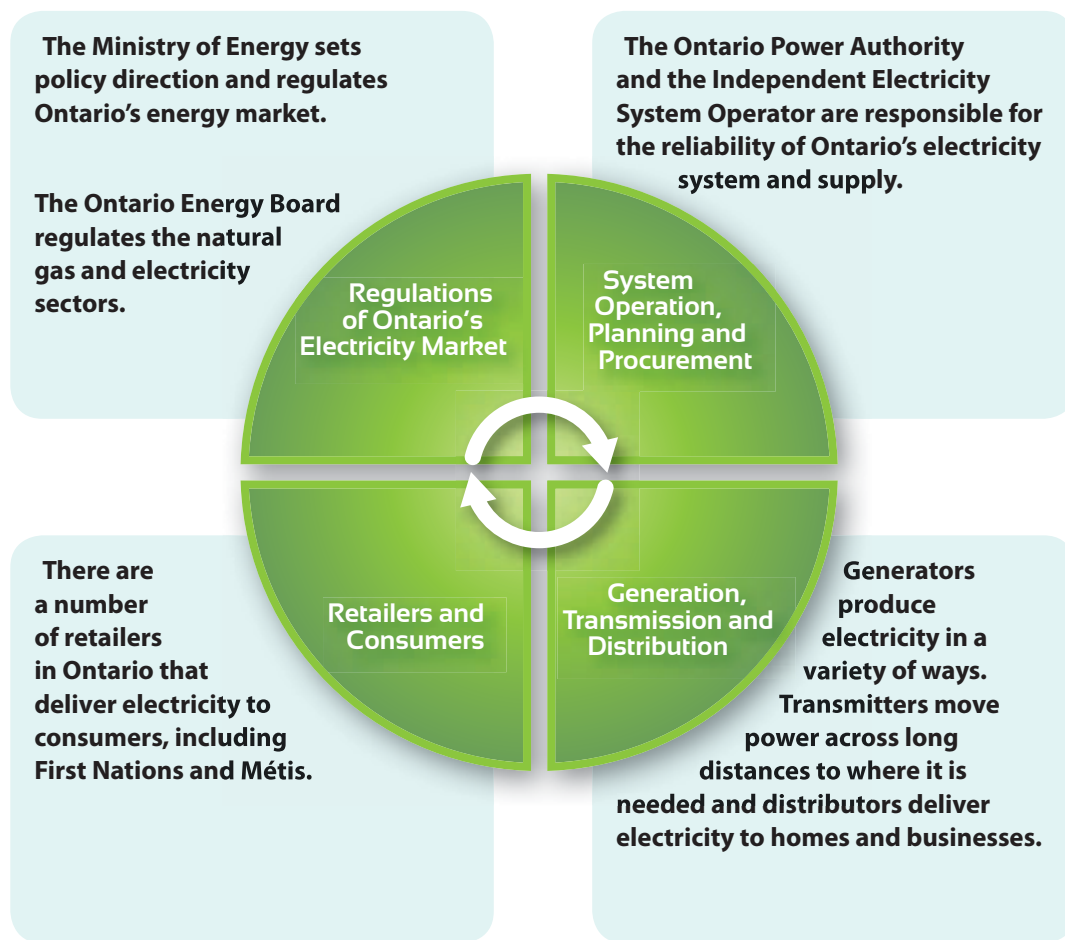 The Ministry of Energy sets
policy direction and regulates
Ontario’s energy market.
The Ontario Energy Board
regulates the natural
gas and electricity
sectors.
The Ontario Power Authority
and the Independent Electricity
System Operator are responsible for
the reliability of Ontario’s electricity
system and supply.
Regulations
of Ontario’s
Electricity Market
System
Operation,
Planning and
Procurement
Retailers and
Consumers
Generation,
Transmission and
Distribution
There are
a number
of retailers
in Ontario that
deliver electricity to
consumers, including
First Nations and Métis.
Generators
produce
electricity in a
variety of ways.
Transmitters move
power across long
distances to where it is
needed and distributors deliver
electricity to homes and businesses.